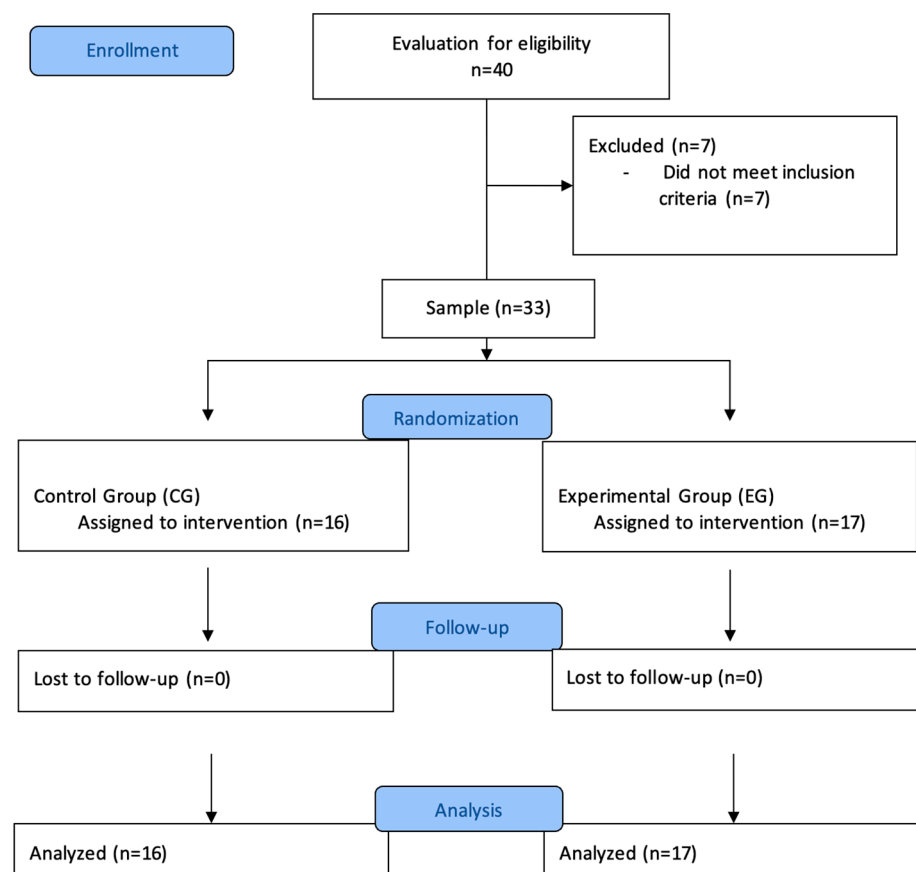 Enrollment
Evaluation for eligibility
n=40
Excluded (n=7)
- Did not meet inclusion
criteria (n=7)
Sample (n=33)
Randomization
Control Group (CG)
Assigned to intervention (n=16)
Experimental Group (EG)
Assigned to intervention (n=17)
Follow-up
Lost to follow-up (n=0)
Lost to follow-up (n=0)
Analysis
Analyzed (n=16)
Analyzed (n=17)